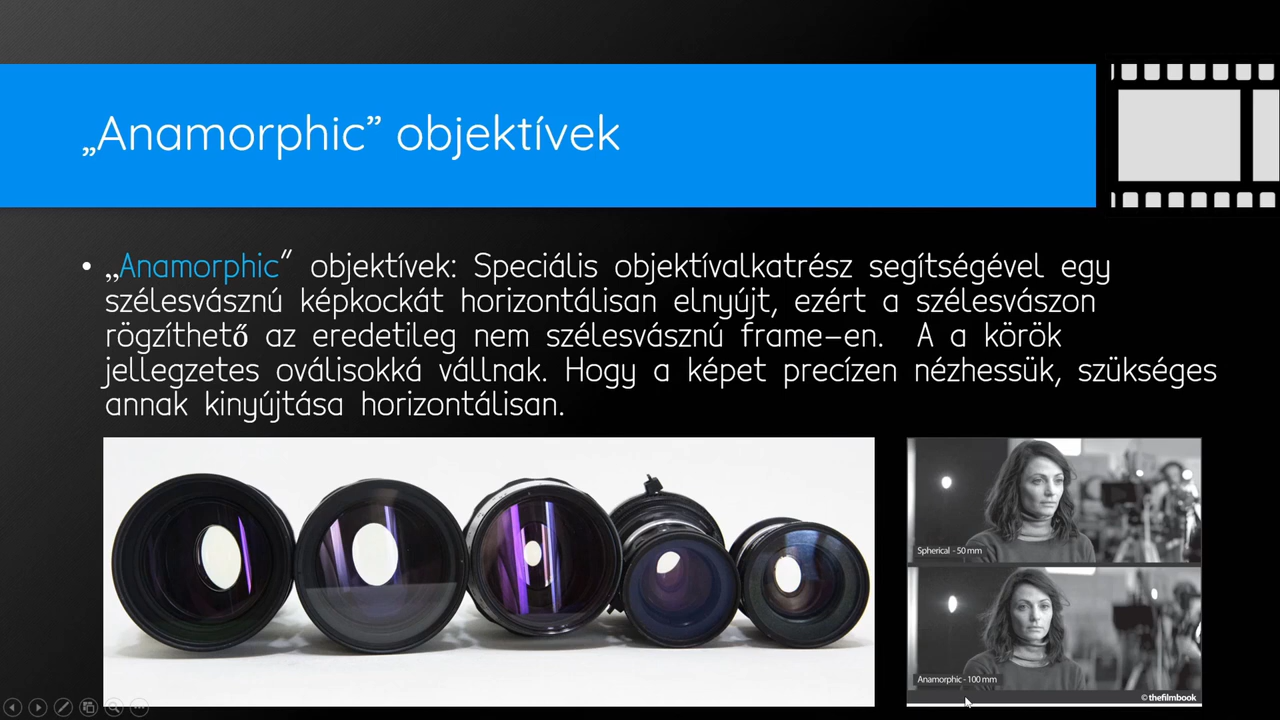 „Anamorphic” objektívek
• „Anamorphic” objektívek: Speciális objektívalkatrész segítségével egy
szélesvásznú képkockát horizontálisan elnyújt, ezért a szélesvászon
rögzíthető az eredetileg nem szélesvásznú frame-en. A a körök
jellegzetes oválisokká vállnak. Hogy a képet precízen nézhessük, szükséges
annak kinyújtása horizontálisan.
Spherical - 50 mm
Anamorphic - 100 mm
© thefilmbook